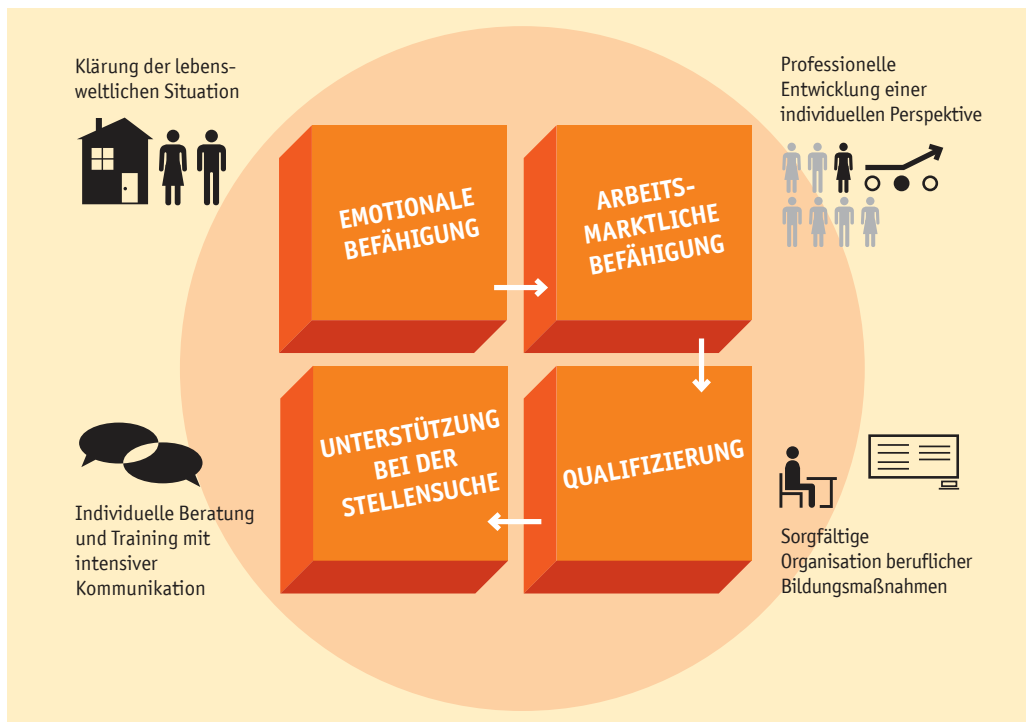 Klärung der lebens-
weltlichen Situation
EMOTIONALE
BEFÄHIGUNG
ARBEITS-
MARKTLICHE
BEFÄHIGUNG
Professionelle
Entwicklung einer
individuellen Perspektive
UNTERSTÜTZUNG
BEI DER
STELLENSUCHE
QUALIFIZIERUNG
Individuelle Beratung
und Training mit
intensiver
Kommunikation
Sorgfältige
Organisation beruflicher
Bildungsmaßnahmen